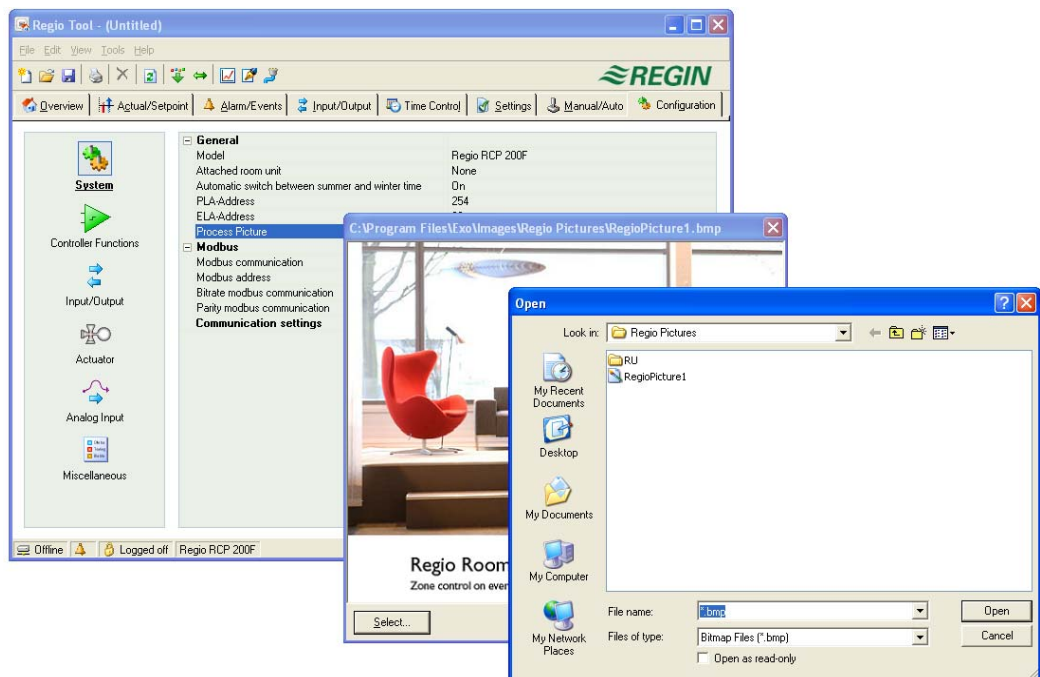 Regio Tool - (Untitled)
File Edit View Tools Help
REGIN
Overview Actual/Setpoint Alarm/Events Input/Output Time Control Settings Manual/Auto Configuration
System
Controller Functions
Input/Output
Actuator
Analog Input
Miscellaneous
General
Model Regio RCP 200F
Attached room unit None
Automatic switch between summer and winter time On
PLA-Address 254
ELA-Address
Process Picture
Modbus
Modbus communication
Modbus address
Bitrate modbus communication
Parity modbus communication
Communication settings
Offline Logged off Regio RCP 200F
C:\Program Files\Exo\Images\Regio Pictures\RegioPicture1.bmp
Regio Room
Zone control on ever
Select...
Open
Look in: Regio Pictures
RU
RegioPicture1
My Recent
Documents
Desktop
My Documents
My Computer
My Network
Places
File name: *.bmp Open
Files of type: Bitmap Files (*.bmp) Cancel
Open as read-only